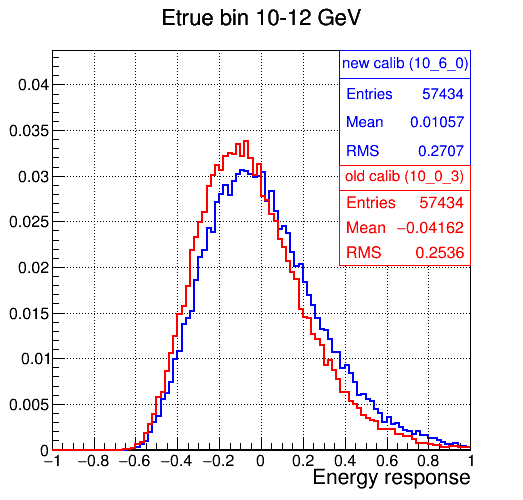 Etrue bin 10-12 GeV
new calib (10_6_0)
Entries 57434
Mean 0.01057
RMS 0.2707
old calib (10_0_3)
Entries 57434
Mean −0.04162
RMS 0.2536
0.04
0.035
0.03
0.025
0.02
0.015
0.01
0.005
0
−1 −0.8 −0.6 −0.4 −0.2 0 0.2 0.4 0.6 0.8 1
Energy response